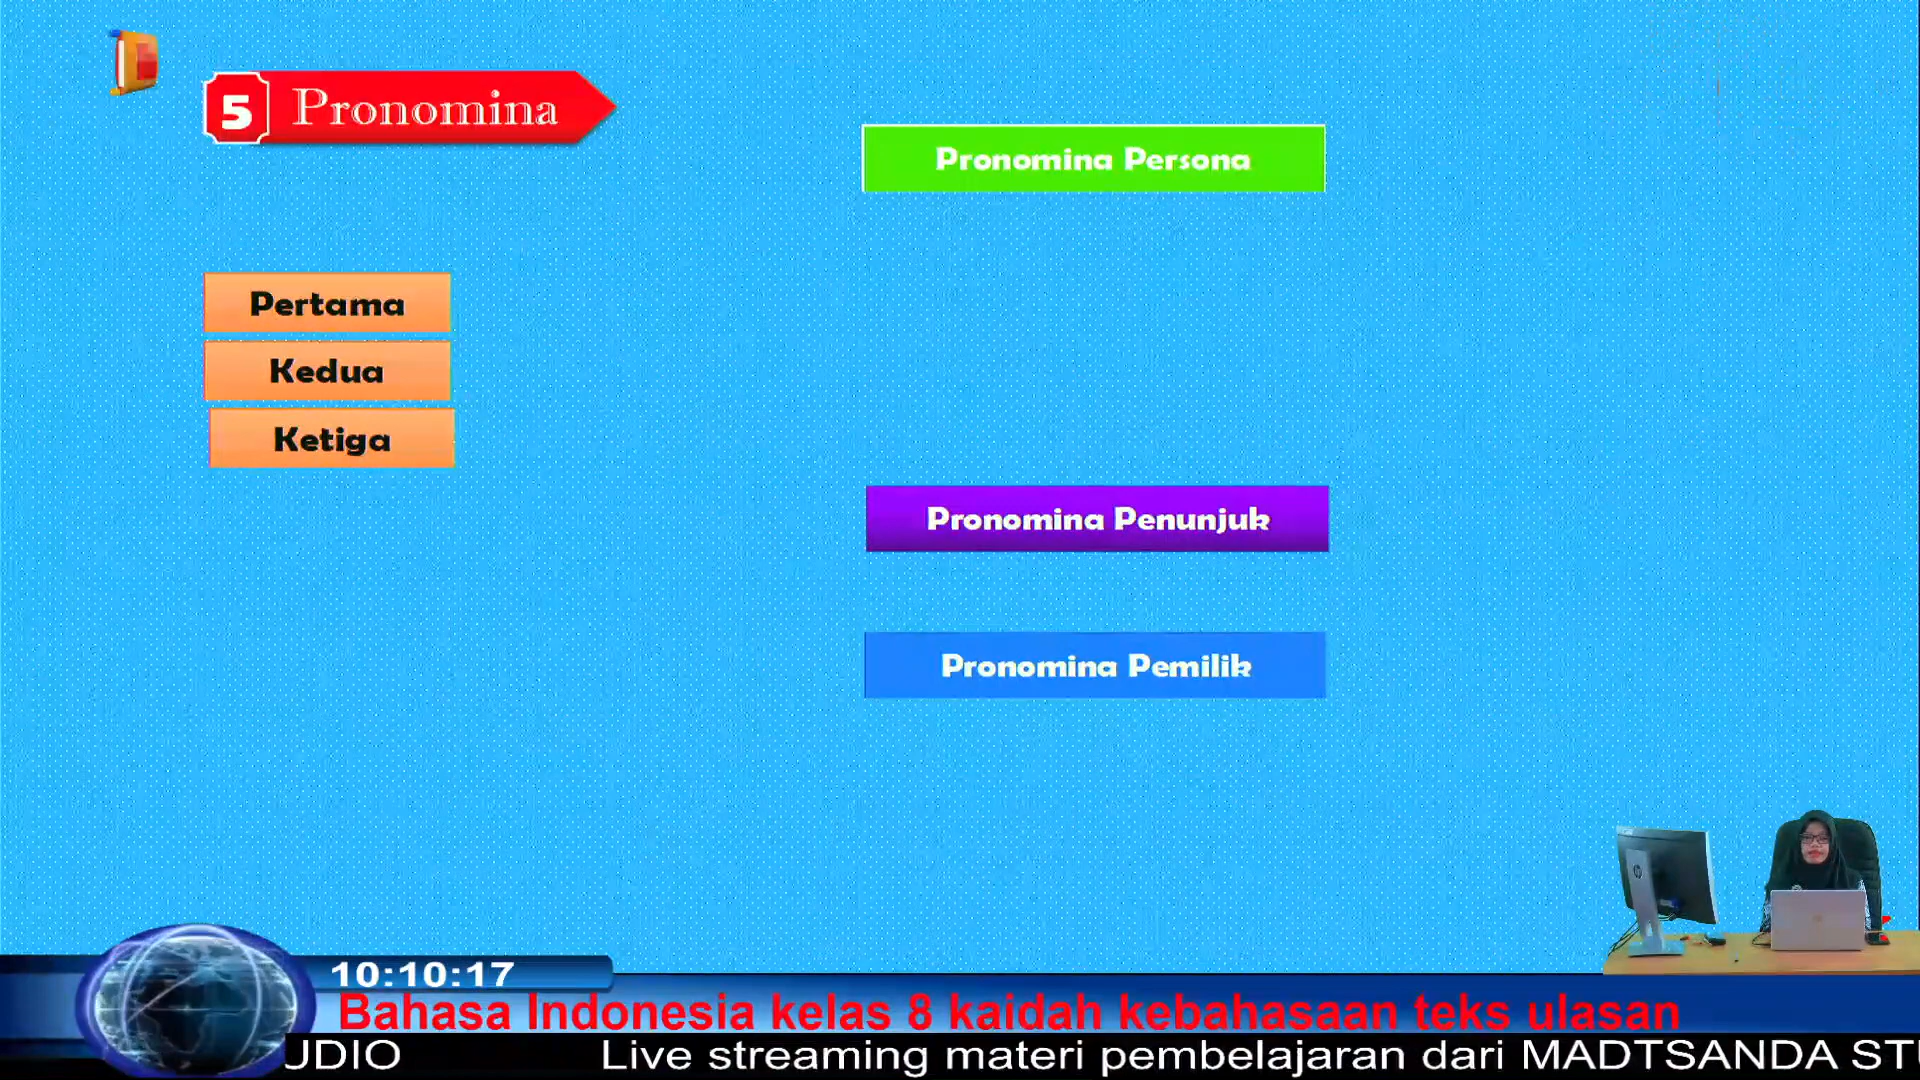 5 Pronomina
Pronomina Persona
Pertama
Kedua
Ketiga
Pronomina Penunjuk
Pronomina Pemilik
10:10:17
Bahasa Indonesia kelas 8 kaidah kebahasaan teks ulasan
UDIO Live streaming materi pembelajaran dari MADTSANDA ST